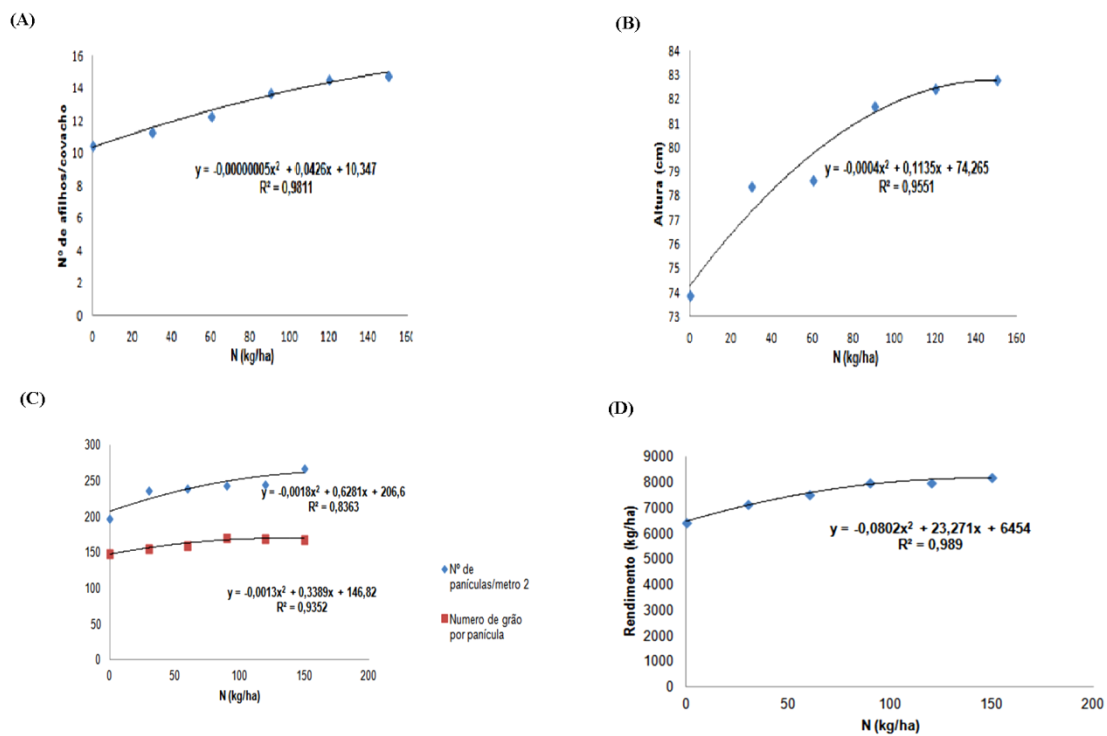 (A)
16
14
12
10
8
6
4
2
0
Nº de afilhos/covacho
y = -0,00000005x² + 0,0426x + 10,347
R² = 0,9811
0 20 40 60 80 100 120 140 160
N (kg/ha)
(B)
84
83
82
81
80
79
78
77
76
75
74
73
Altura (cm)
y = -0,0004x² + 0,1135x + 74,265
R² = 0,9551
0 20 40 60 80 100 120 140 160
N (kg/ha)
(C)
300
250
200
150
100
50
0
y = -0,0018x² + 0,6281x + 206,6
R² = 0,8363
y = -0,0013x² + 0,3389x + 146,82
R² = 0,9352
0 50 100 150 200
N (kg/ha)
Nº de
panículas/metro 2
Numero de grão
por panícula
(D)
9000
8000
7000
6000
5000
4000
3000
2000
1000
0
Rendimento (kg/ha)
y = -0,0802x² + 23,271x + 6454
R² = 0,989
0 50 100 150 200
N (kg/ha)